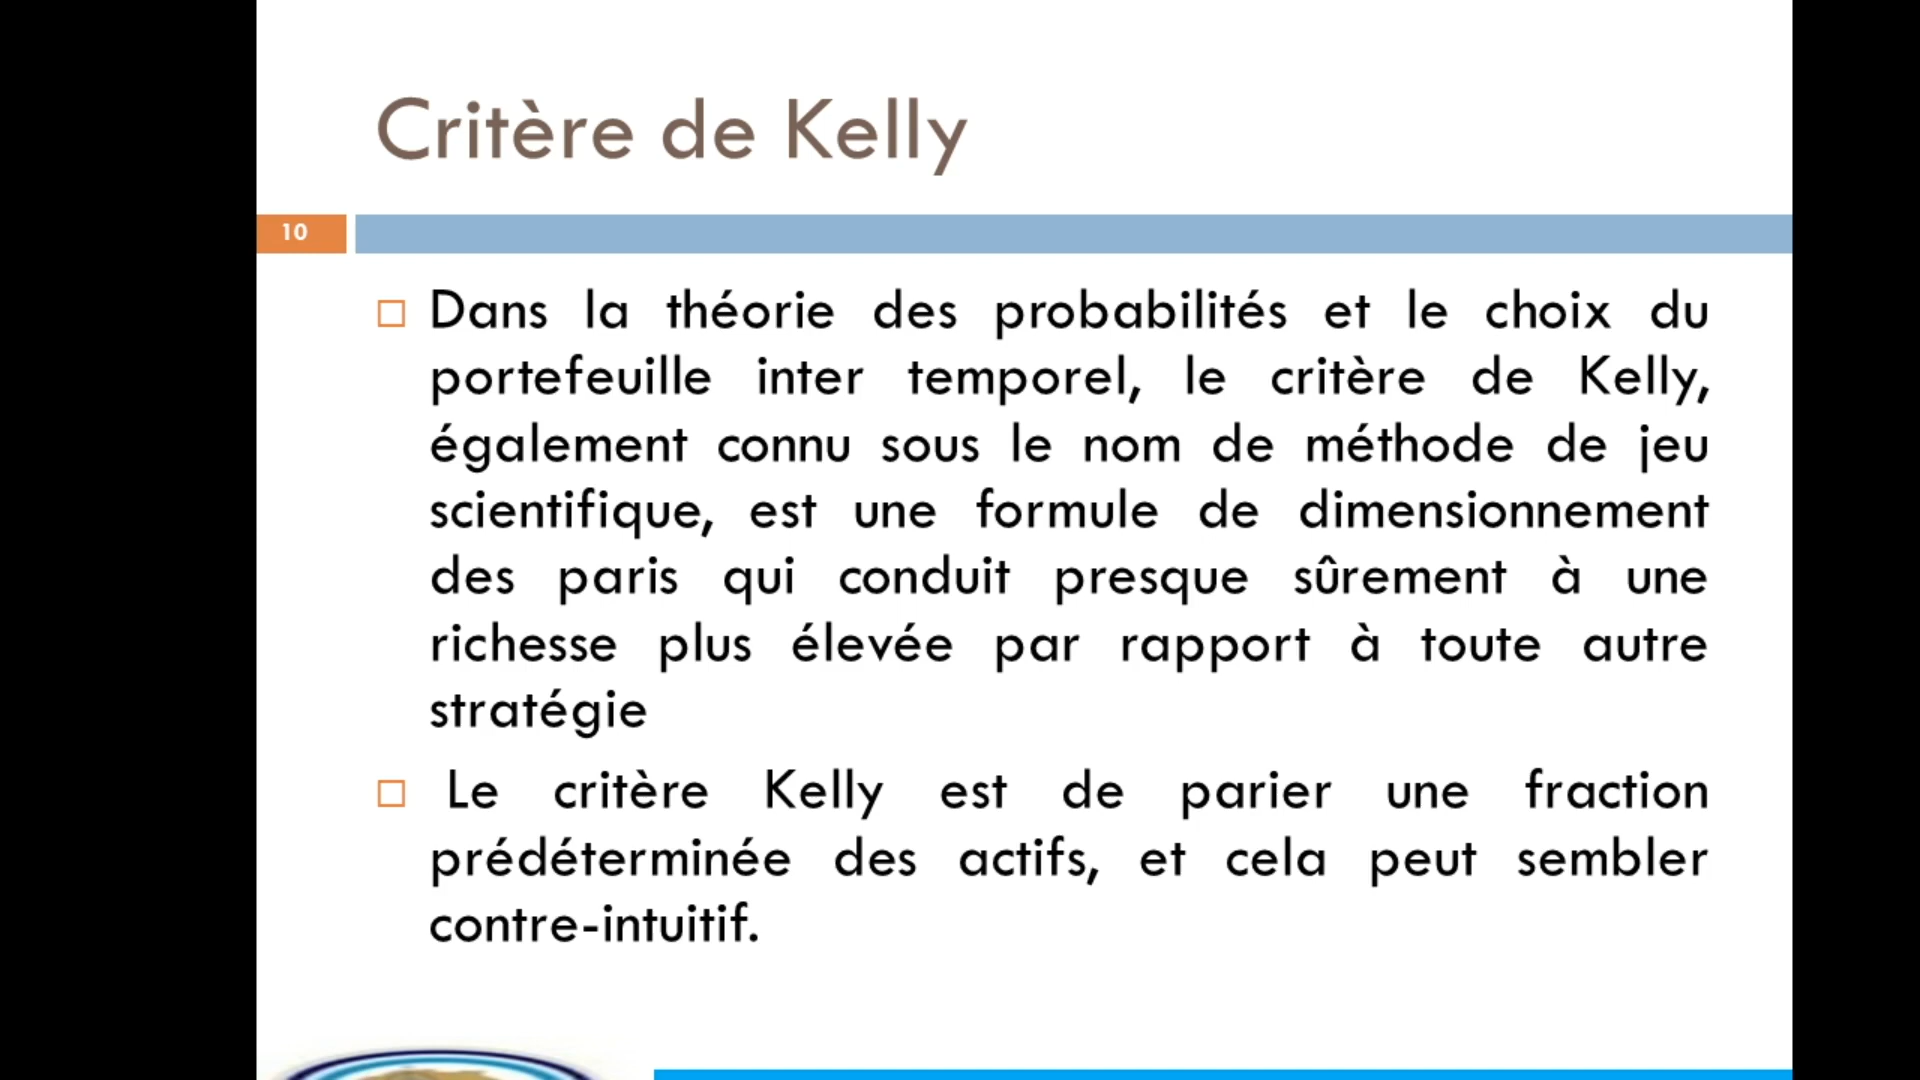 Critère de Kelly
10
Dans la théorie des probabilités et le choix du
portefeuille inter temporel, le critère de Kelly,
également connu sous le nom de méthode de jeu
scientifique, est une formule de dimensionnement
des paris qui conduit presque sûrement à une
richesse plus élevée par rapport à toute autre
stratégie
Le critère Kelly est de parier une fraction
prédéterminée des actifs, et cela peut sembler
contre-intuitif.